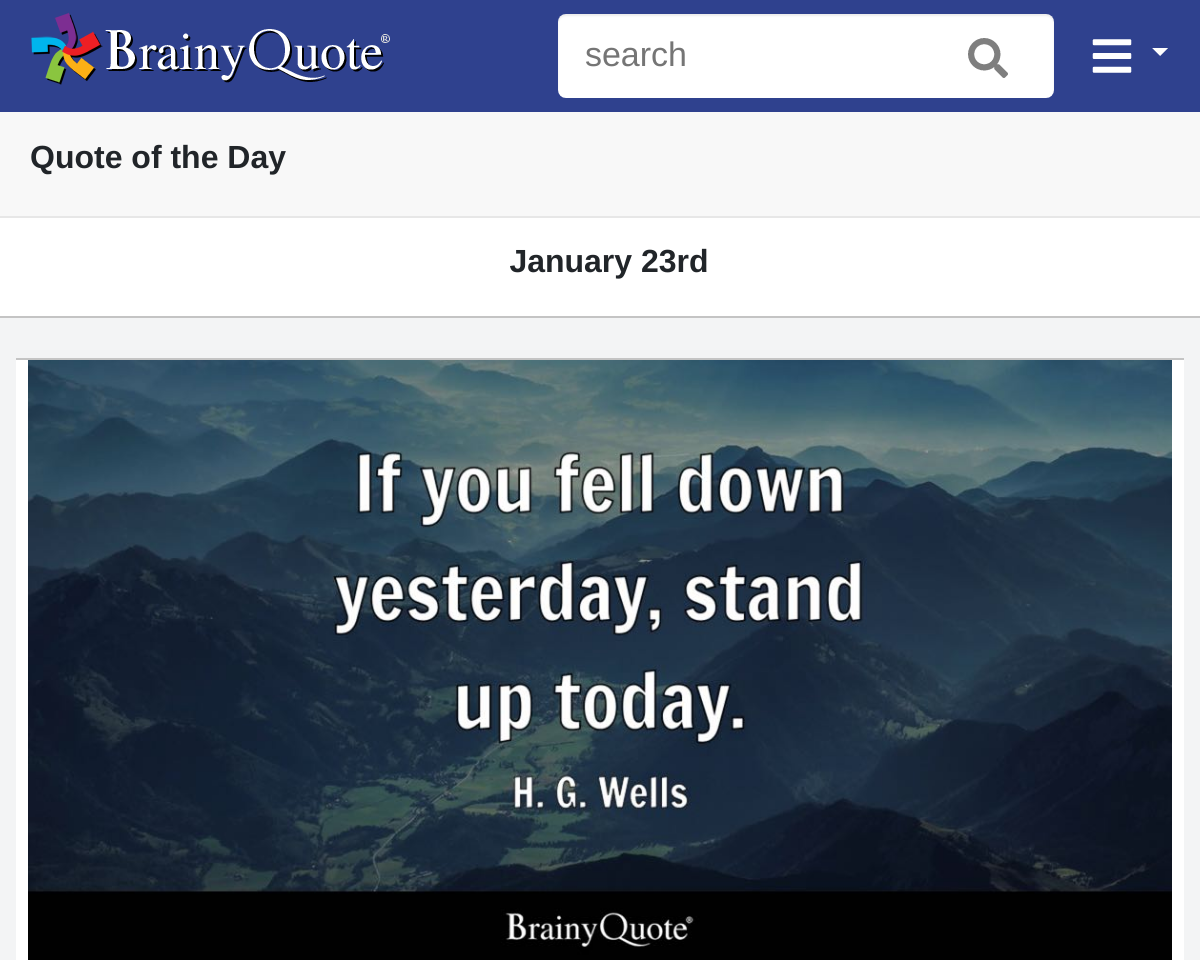 BrainyQuote®
search
Quote of the Day
January 23rd
If you fell down
yesterday, stand
up today.
H. G. Wells
BrainyQuote®